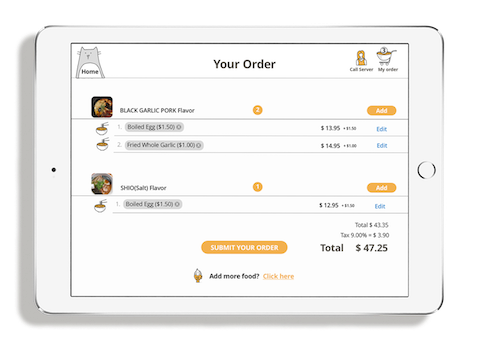 Home
Your Order
3
Call Server
My order
BLACK GARLIC PORK Flavor
2
Add
1. Boiled Egg ($1.50)
$ 13.95 +$1.50
Edit
2. Fried Whole Garlic ($1.00)
$ 14.95 +$1.00
Edit
SHIO(Salt) Flavor
1
Add
1. Boiled Egg ($1.50)
$ 12.95 +$1.50
Edit
Total $ 43.35
Tax 9.00% = $ 3.90
SUBMIT YOUR ORDER
Total $ 47.25
Add more food? Click here